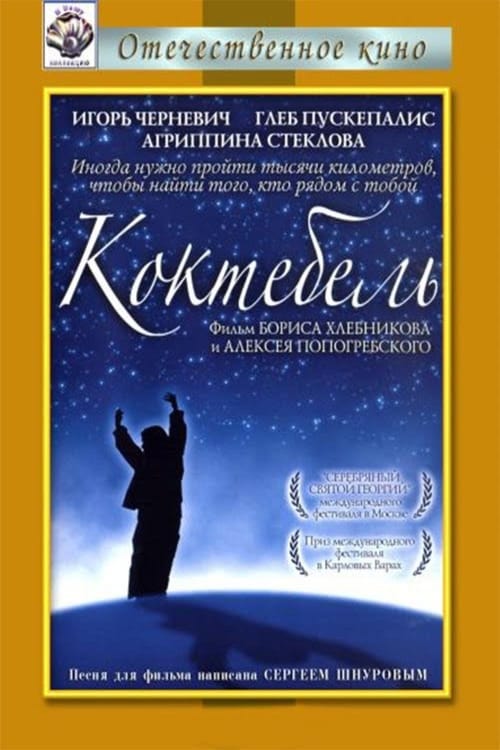 В ВАШУ
КОЛЛЕКЦИЮ
Отечественное кино
ИГОРЬ ЧЕРНЕВИЧ ГЛЕБ ПУСКЕПАЛИС
АГРИППИНА СТЕКЛОВА
Иногда нужно пройти тысячи километров,
чтобы найти того, кто рядом с тобой
Коктебель
Фильм БОРИСА ХЛЕБНИКОВА
и АЛЕКСЕЯ ПОПОГРЕБСКОГО
"СЕРЕБРЯНЫЙ
СВЯТОЙ ГЕОРГИЙ"
международного
фестиваля в Москве
Приз международного
фестиваля
в Карловых Варах
Песня для фильма написана СЕРГЕЕМ ШНУРОВЫМ